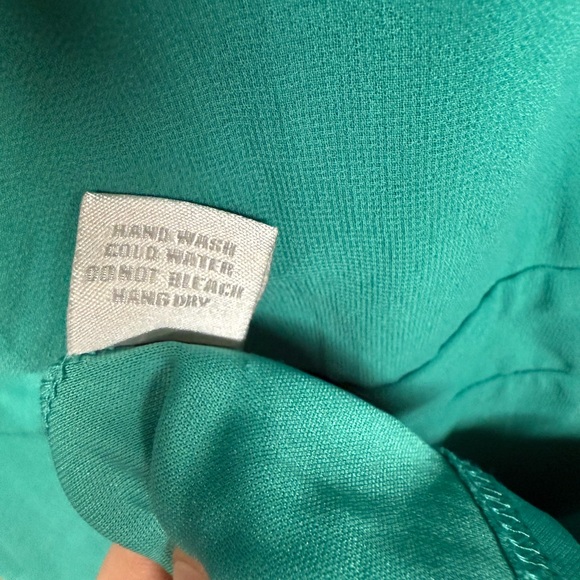 HAND WASH
COLD WATER
DO NOT BLEACH
HANG DRY